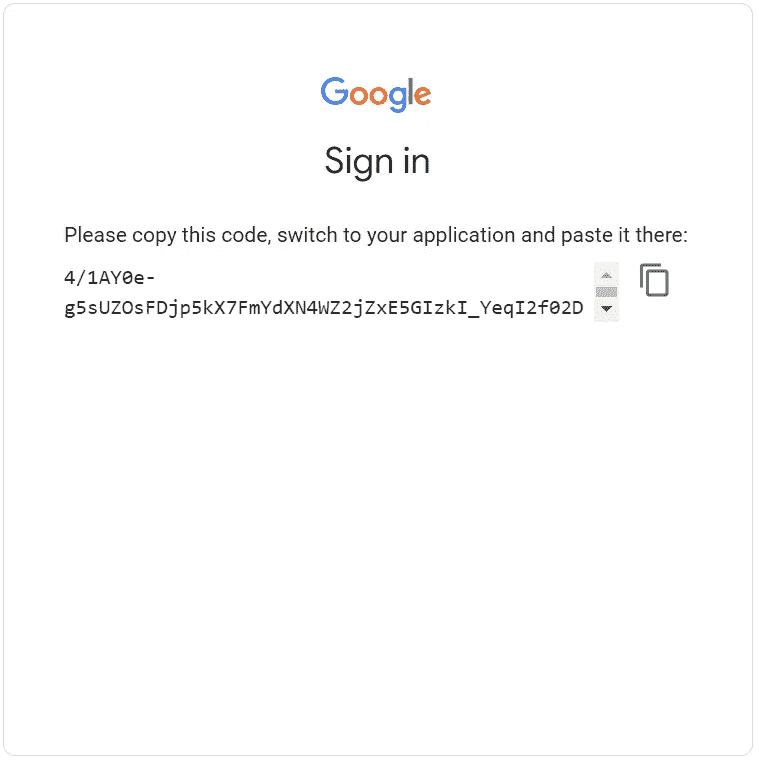 Google
Sign in
Please copy this code, switch to your application and paste it there:
4/1AY0e-
g5sUZOsFDjp5kX7FmYdXN4WZ2jZxE5GIzkI_YeqI2f02D